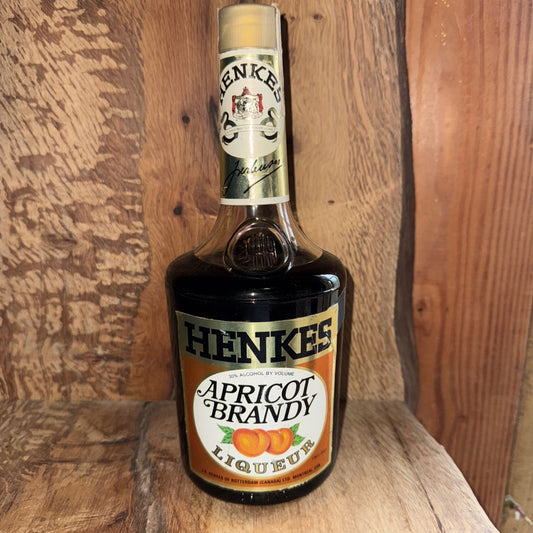 HENKES
HENKES
30% ALCOHOL BY VOLUME
APRICOT
BRANDY
LIQUEUR